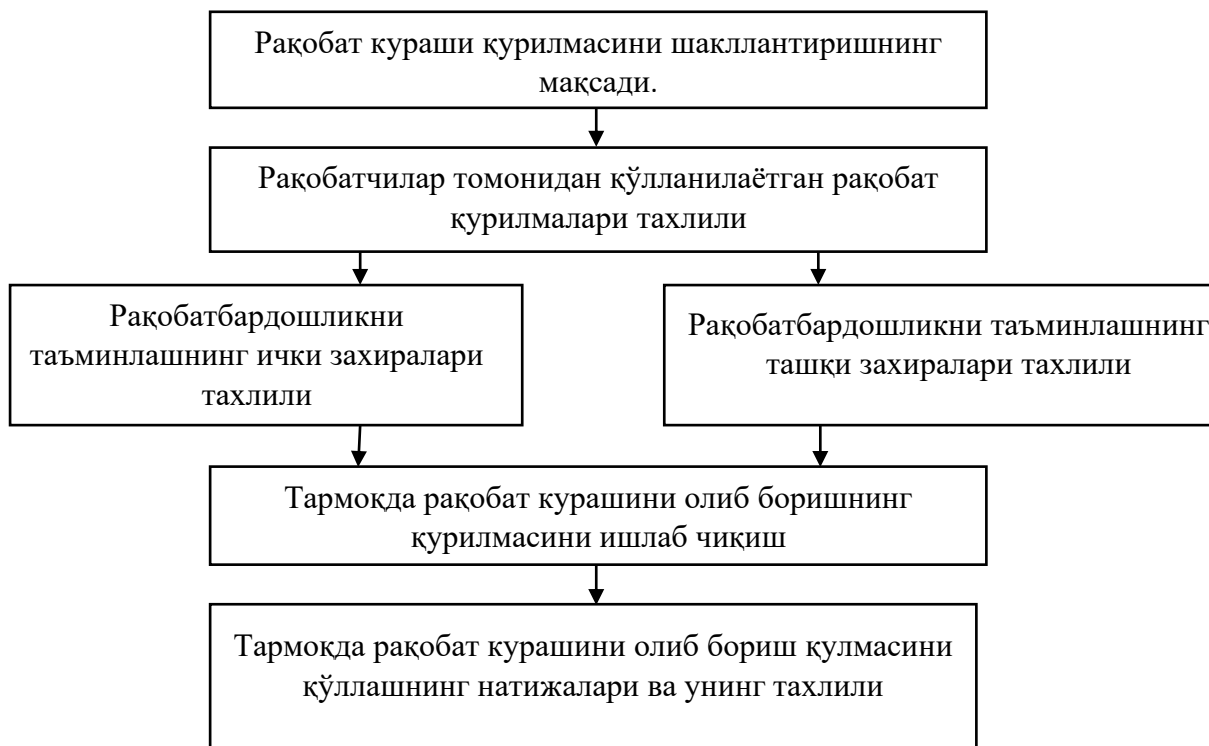 Рақобат кураши қурилмасини шакллантиришнинг
мақсади.
Рақобатчилар томонидан қўлланилаётган рақобат
қурилмалари тахлили
Рақобатбардошликни
таъминлашнинг ички захиралари
тахлили
Рақобатбардошликни таъминлашнинг
ташқи захиралари тахлили
Тармоқда рақобат курашини олиб боришнинг
қурилмасини ишлаб чиқиш
Тармоқда рақобат курашини олиб бориш қулмасини
қўллашнинг натижалари ва унинг тахлили